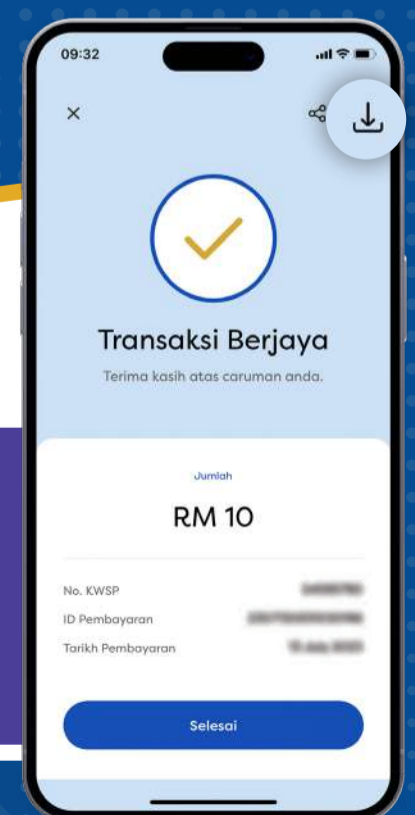 09:32
Transaksi Berjaya
Terima kasih atas caruman anda.
Jumlah
RM 10
No. KWSP
ID Pembayaran
Tarikh Pembayaran
Selesai